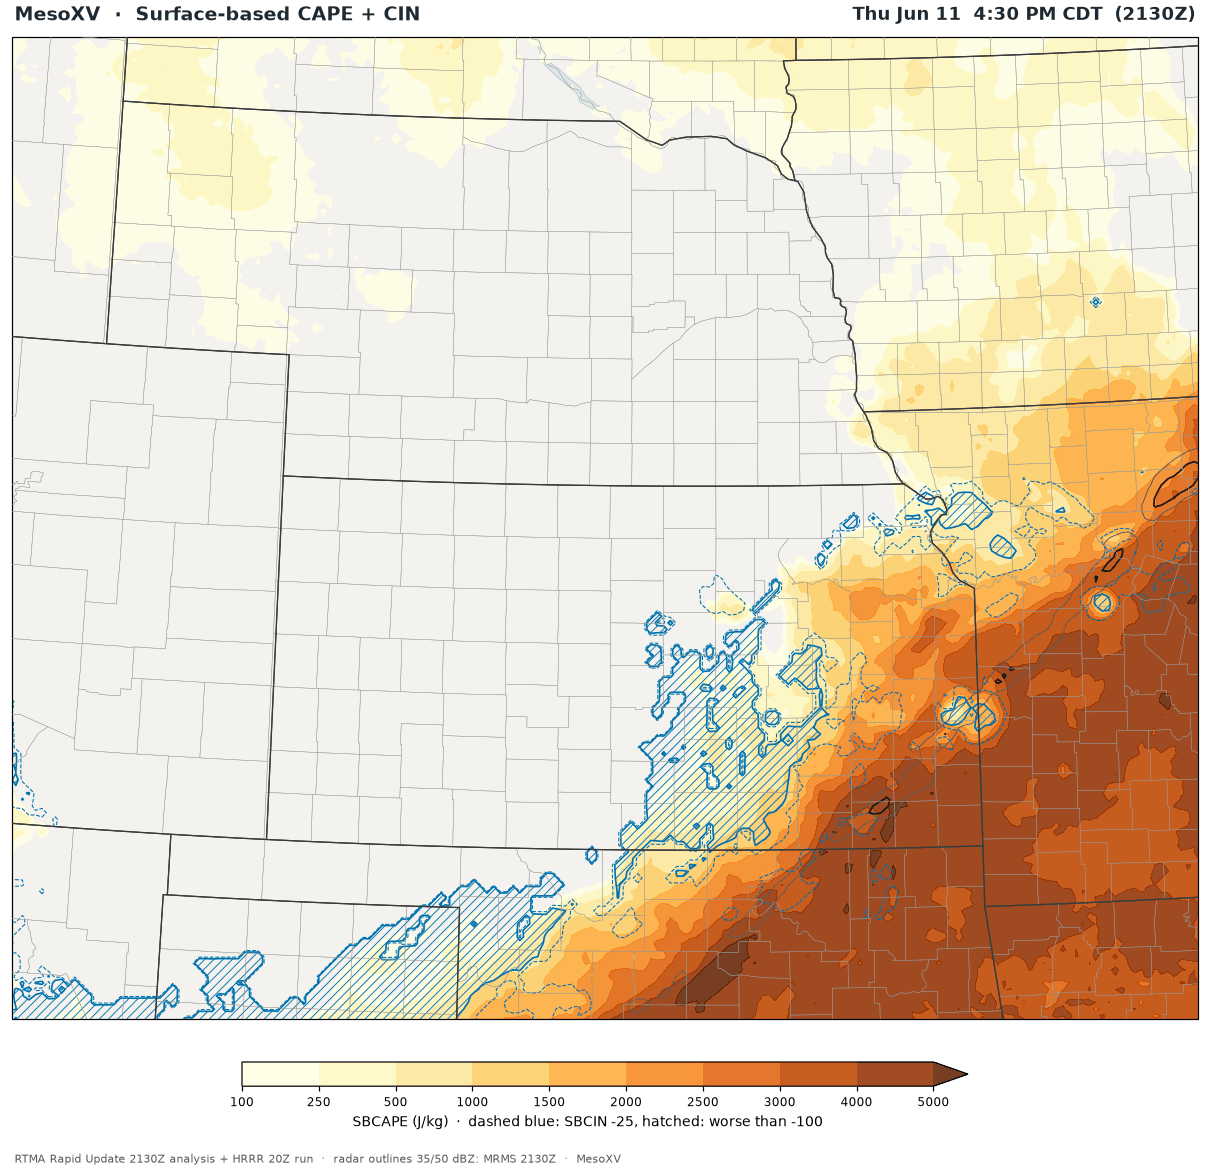 MesoXV · Surface-based CAPE + CIN
Thu Jun 11 4:30 PM CDT (2130Z)
100 250 500 1000 1500 2000 2500 3000 4000 5000
SBCAPE (J/kg) · dashed blue: SBCIN -25, hatched: worse than -100
RTMA Rapid Update 2130Z analysis + HRRR 20Z run · radar outlines 35/50 dBZ: MRMS 2130Z · MesoXV